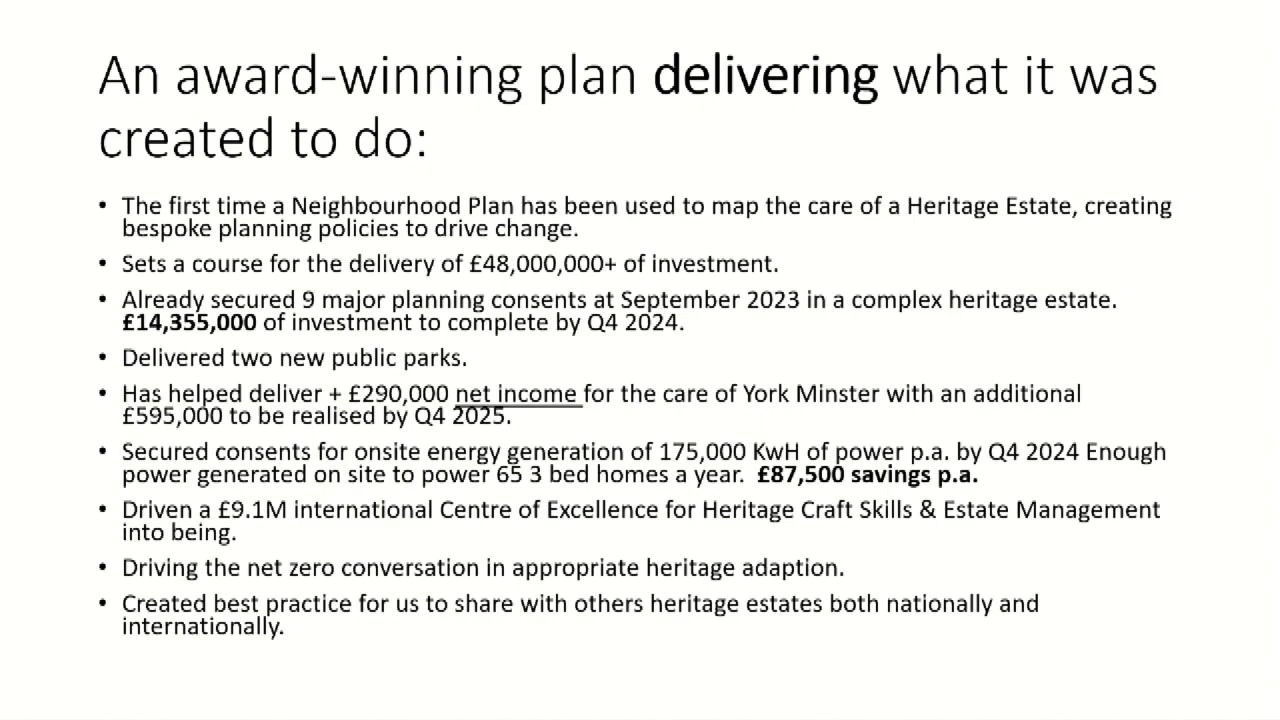 An award-winning plan delivering what it was
created to do:
• The first time a Neighbourhood Plan has been used to map the care of a Heritage Estate, creating
bespoke planning policies to drive change.
• Sets a course for the delivery of £48,000,000+ of investment.
• Already secured 9 major planning consents at September 2023 in a complex heritage estate.
£14,355,000 of investment to complete by Q4 2024.
• Delivered two new public parks.
• Has helped deliver + £290,000 net income for the care of York Minster with an additional
£595,000 to be realised by Q4 2025.
• Secured consents for onsite energy generation of 175,000 KwH of power p.a. by Q4 2024 Enough
power generated on site to power 65 3 bed homes a year.  £87,500 savings p.a.
• Driven a £9.1M international Centre of Excellence for Heritage Craft Skills & Estate Management
into being.
• Driving the net zero conversation in appropriate heritage adaption.
• Created best practice for us to share with others heritage estates both nationally and
internationally.